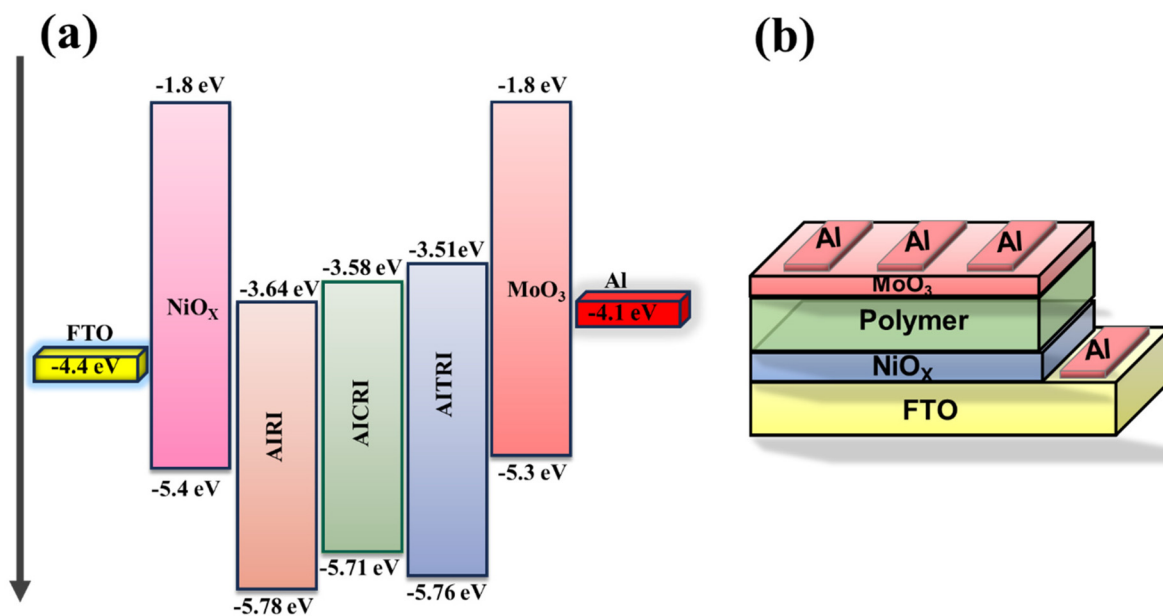 (a)
-1.8 eV
-1.8 eV
-3.51eV
-3.58 eV
-3.64 eV
NiOX
MoO3
Al
-4.1 eV
FTO
-4.4 eV
AIRI
AICRI
AITRI
-5.4 eV
-5.3 eV
-5.71 eV
-5.76 eV
-5.78 eV
(b)
Al Al Al
MoO3
Polymer
Al
NiOX
FTO